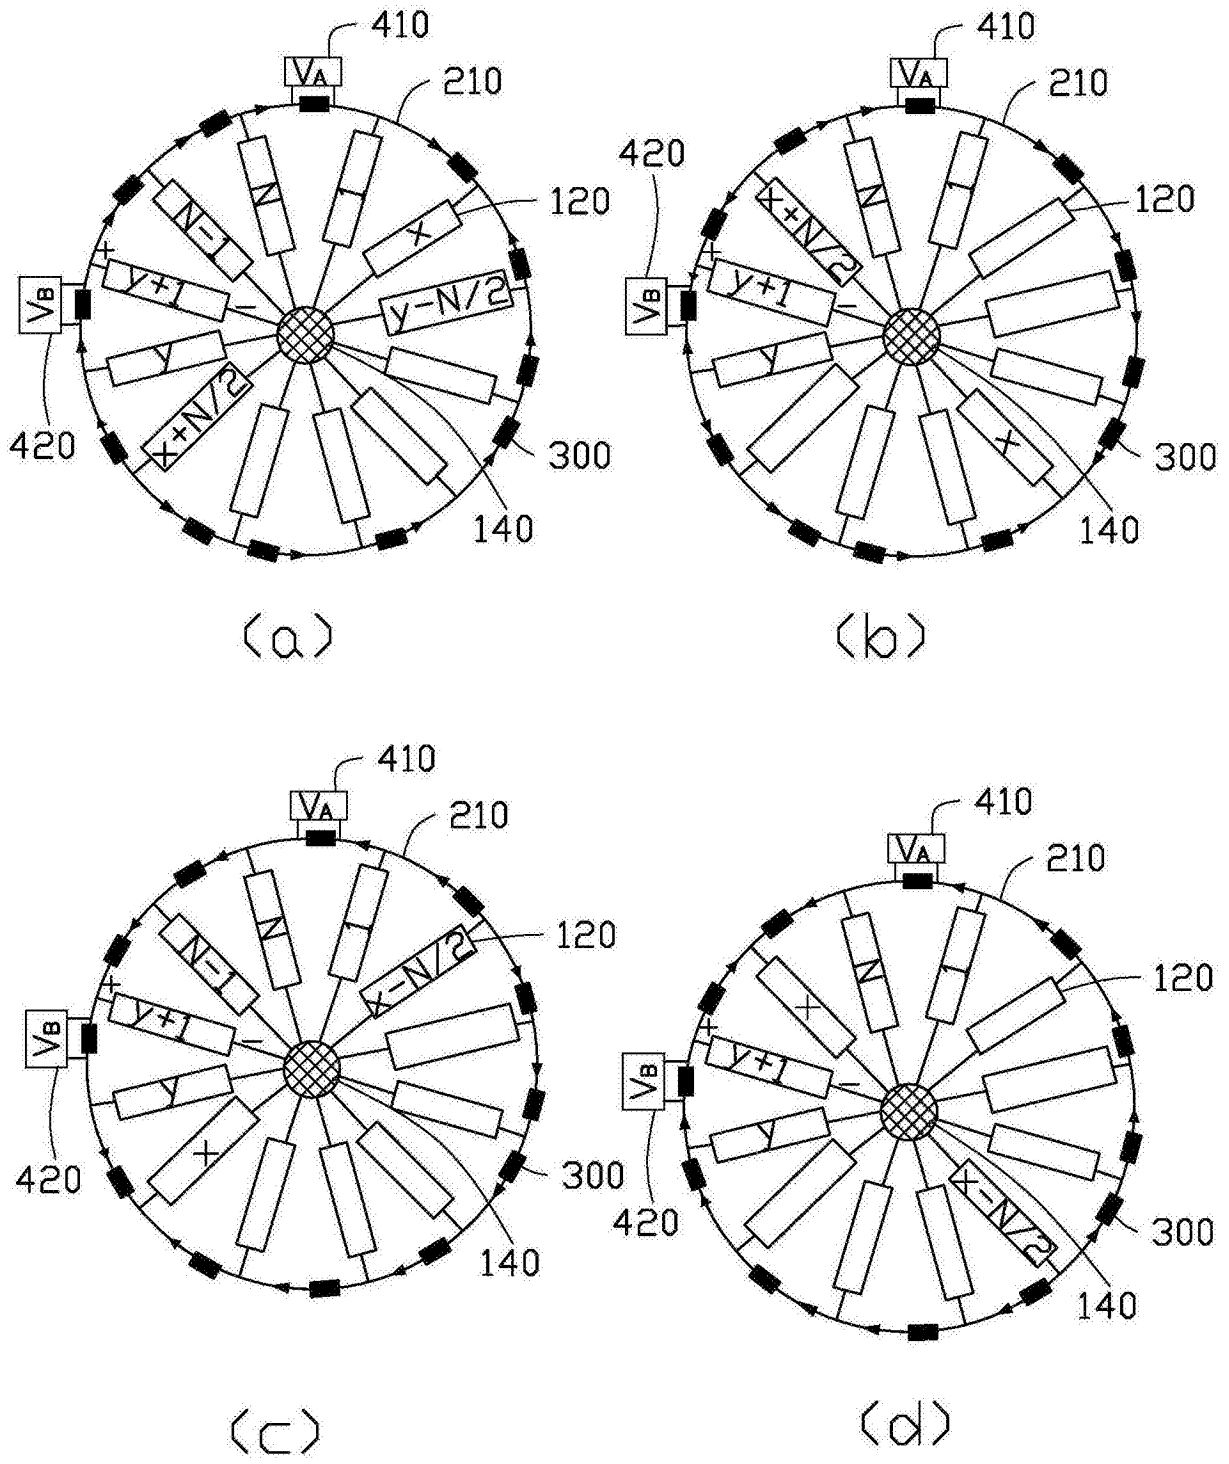 410
VA
210
120
N
1
N-1
x
y+1
+
-
y-N/2
VB
y
x+N/2
420
300
140
(a)
410
VA
210
420
120
N
1
x+N/2
y+1
+
-
VB
y
x
300
140
(b)
410
VA
210
120
N
1
N-1
x-N/2
+
y+1
-
VB
y
x
420
300
140
(c)
410
VA
210
120
N
1
x
+
y+1
-
VB
y
x-N/2
420
300
140
(d)